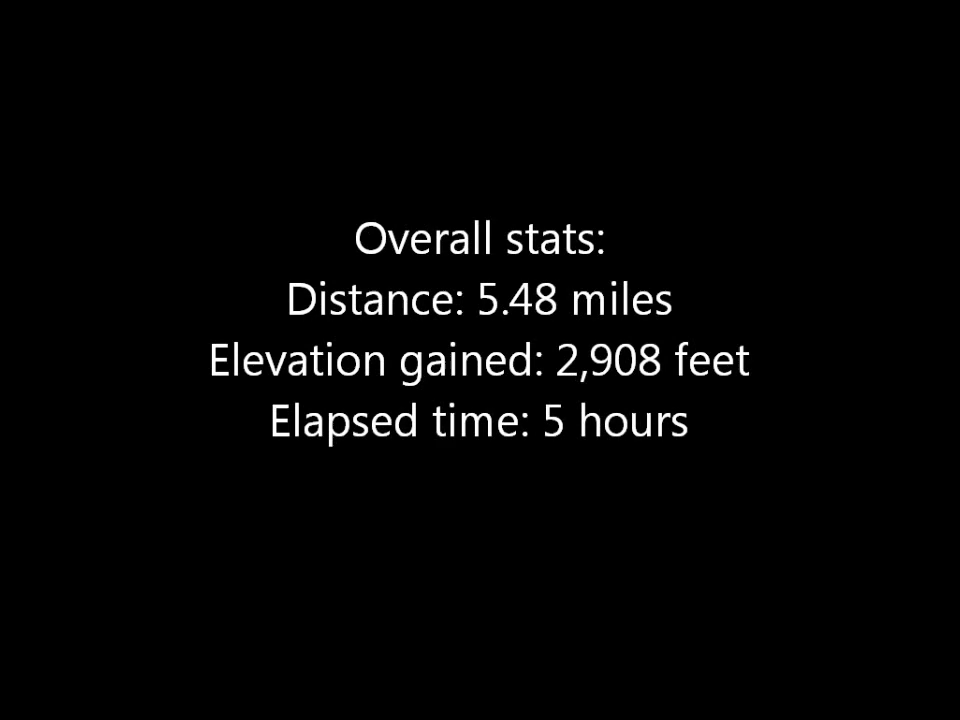 Overall stats:
Distance: 5.48 miles
Elevation gained: 2,908 feet
Elapsed time: 5 hours